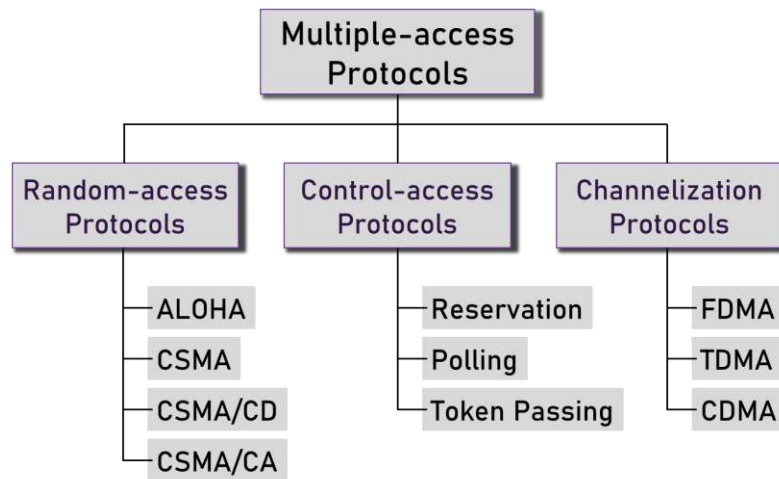 Multiple-access
Protocols
Random-access
Protocols
Control-access
Protocols
Channelization
Protocols
ALOHA
CSMA
CSMA/CD
CSMA/CA
Reservation
Polling
Token Passing
FDMA
TDMA
CDMA